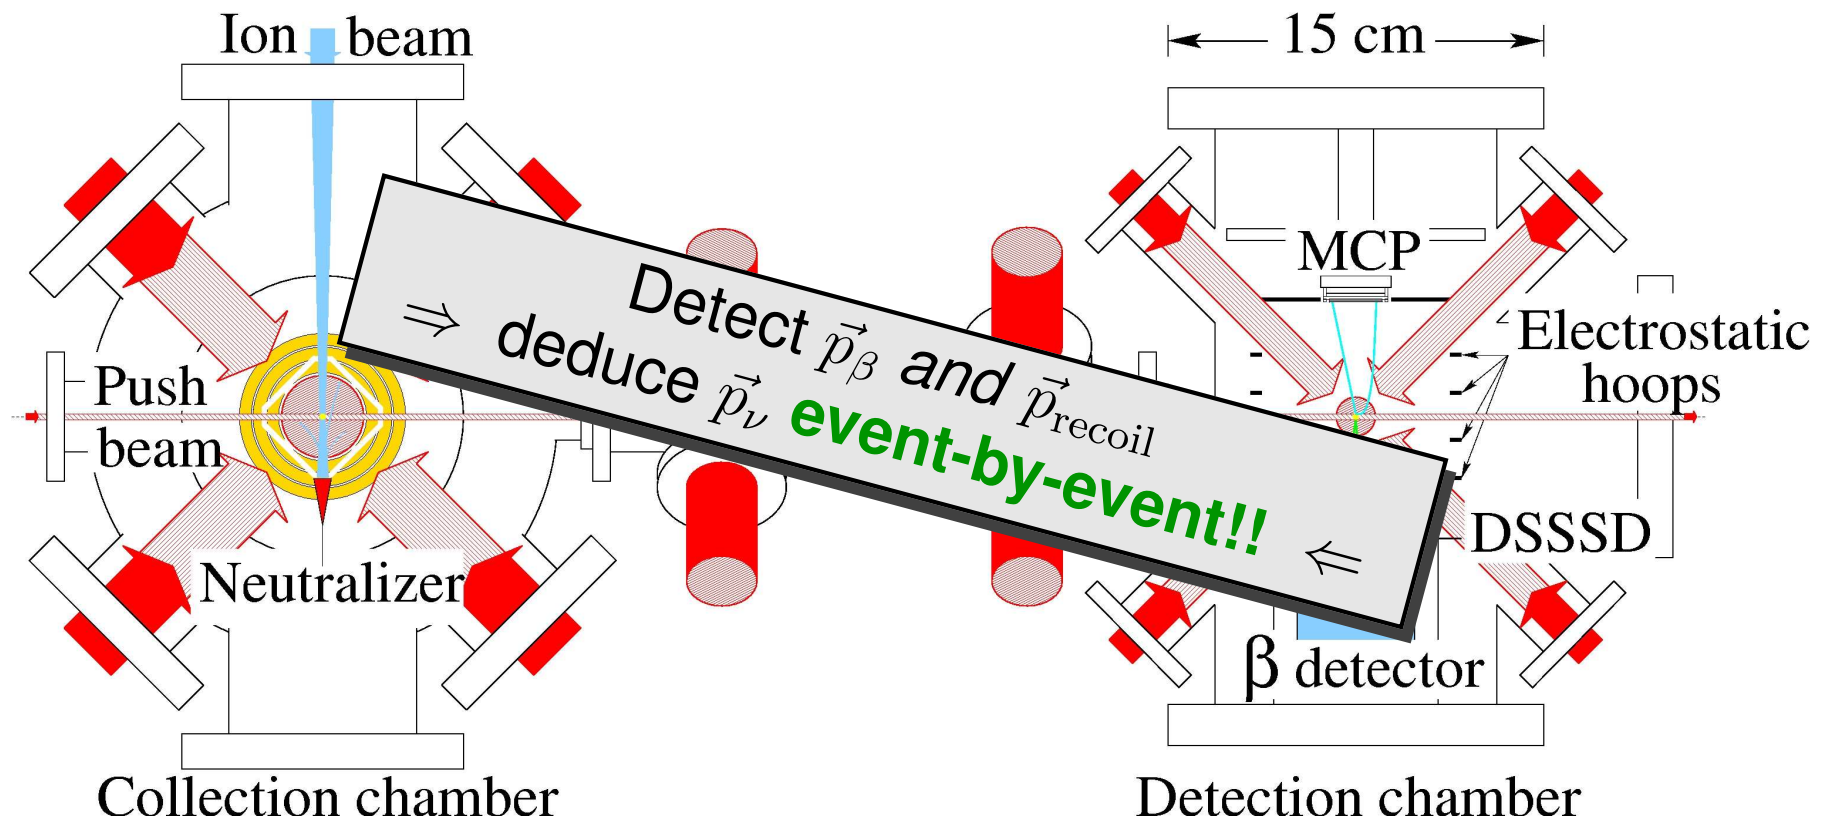 Ion beam
15 cm
MCP
Electrostatic
hoops
Push
beam
Detect p⃗β and p⃗recoil
⇒ deduce p⃗ν event-by-event!! ⇐
DSSSD
Neutralizer
β detector
Collection chamber
Detection chamber